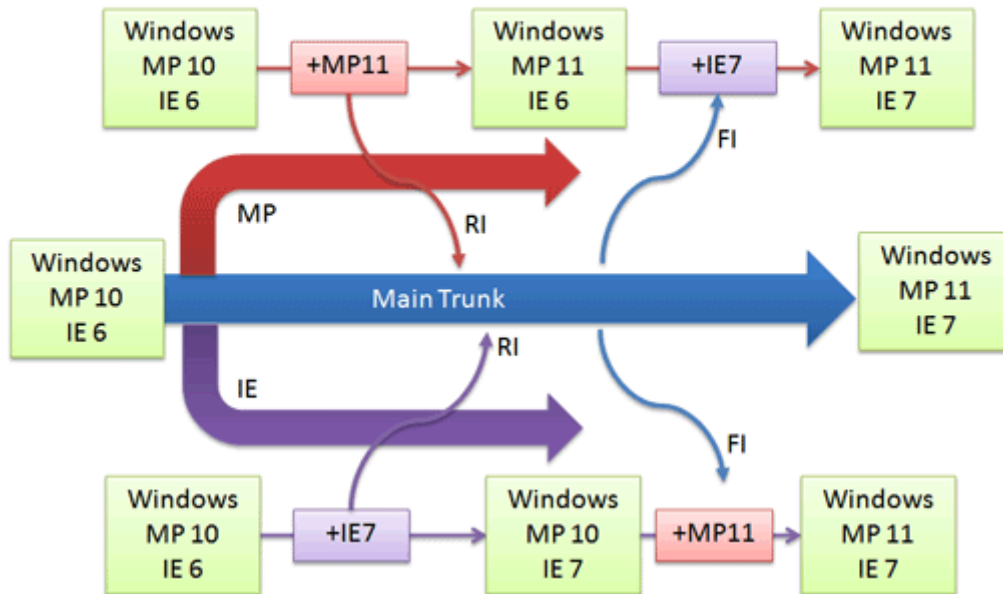 Windows
MP 10
IE 6
+MP11
Windows
MP 11
IE 6
+IE7
Windows
MP 11
IE 7
MP
RI
FI
Windows
MP 10
IE 6
Main Trunk
Windows
MP 11
IE 7
IE
RI
FI
Windows
MP 10
IE 6
+IE7
Windows
MP 10
IE 7
+MP11
Windows
MP 11
IE 7